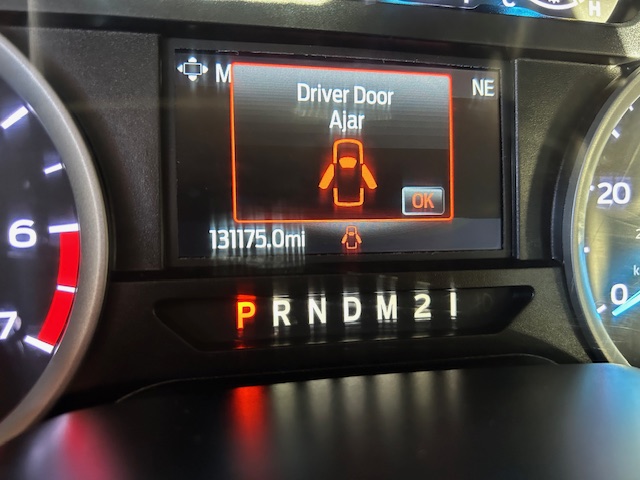 C H
M
NE
Driver Door
Ajar
OK
131175.0mi
6
7
P R N D M 2 1
20
0